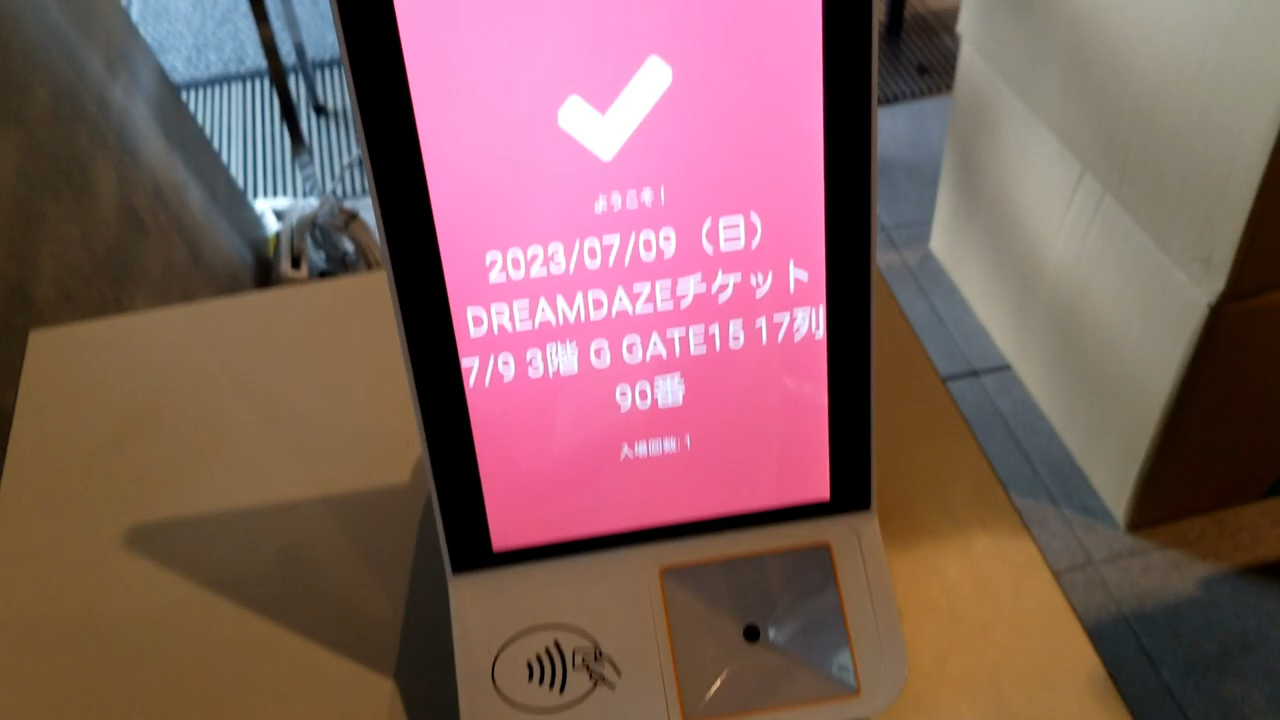 ようこそ!
2023/07/09 （日）
DREAMDAZEチケット
7/9 3階 G GATE15 17列
90番
入場回数: 1